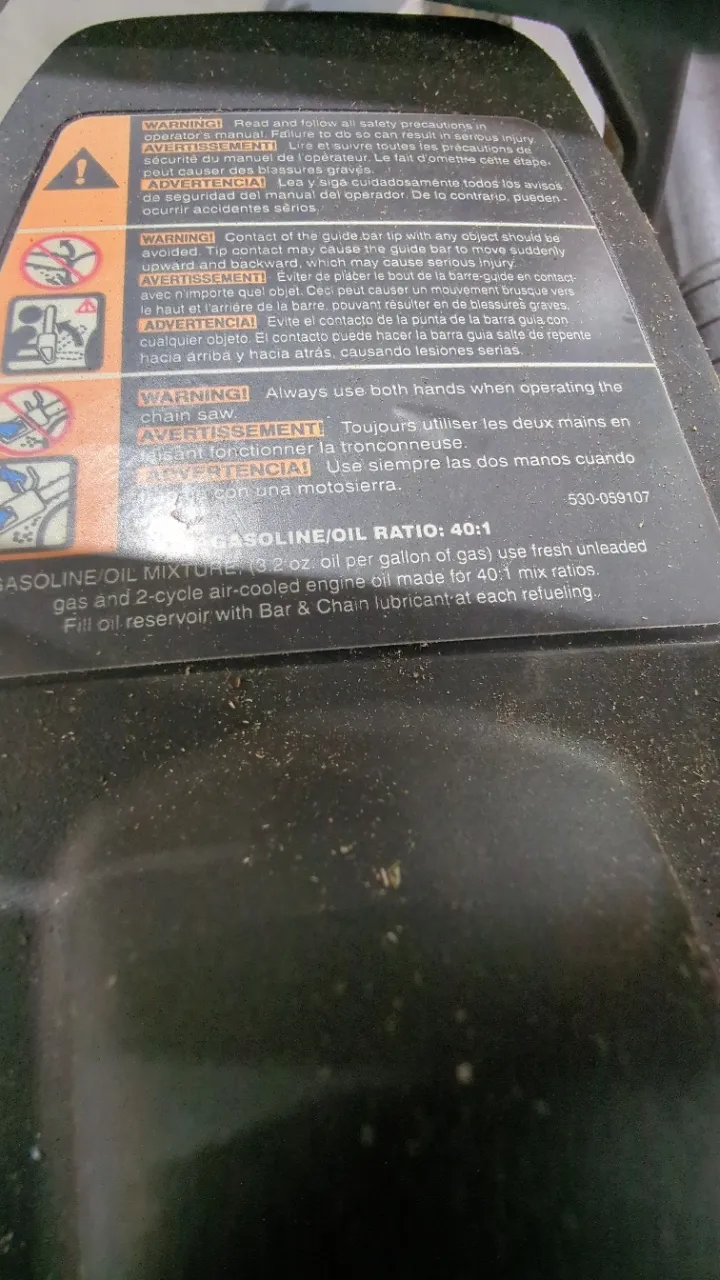 WARNING! Read and follow all safety precautions in
operator's manual. Failure to do so can result in serious injury.
AVERTISSEMENT! Lire et suivre toutes les précautions de
sécurité du manuel de l'opérateur. Le fait d'omettre cette étape
peut causer des blessures graves.
ADVERTENCIA! Lea y siga cuidadosamente todos los avisos
de seguridad del manual del operador. De lo contrario, pueden
ocurrir accidentes sérios.
WARNING! Contact of the guide bar tip with any object should be
avoided. Tip contact may cause the guide bar to move suddenly
upward and backward, which may cause serious injury.
AVERTISSEMENT! Éviter de placer le bout de la barre-guide en contact
avec n'importe quel objet. Ceci peut causer un mouvement brusque vers
le haut et l'arriére de la barre, pouvant résulter en de blessures graves.
ADVERTENCIA! Evite el contacto de la punta de la barra guia con
cualquier objeto. El contacto puede hacer la barra guia salte de repente
hacia arriba y hacia atrás, causando lesiones serias.
WARNING! Always use both hands when operating the
chain saw.
AVERTISSEMENT! Toujours utiliser les deux mains en
faisant fonctionner la tronconneuse.
ADVERTENCIA! Use siempre las dos manos cuando
con una motosierra.
530-059107
GASOLINE/OIL RATIO: 40:1
GASOLINE/OIL MIXTURE: (3.2 oz. oil per gallon of gas) use fresh unleaded
gas and 2-cycle air-cooled engine oil made for 40:1 mix ratios.
Fill oil reservoir with Bar & Chain lubricant at each refueling.